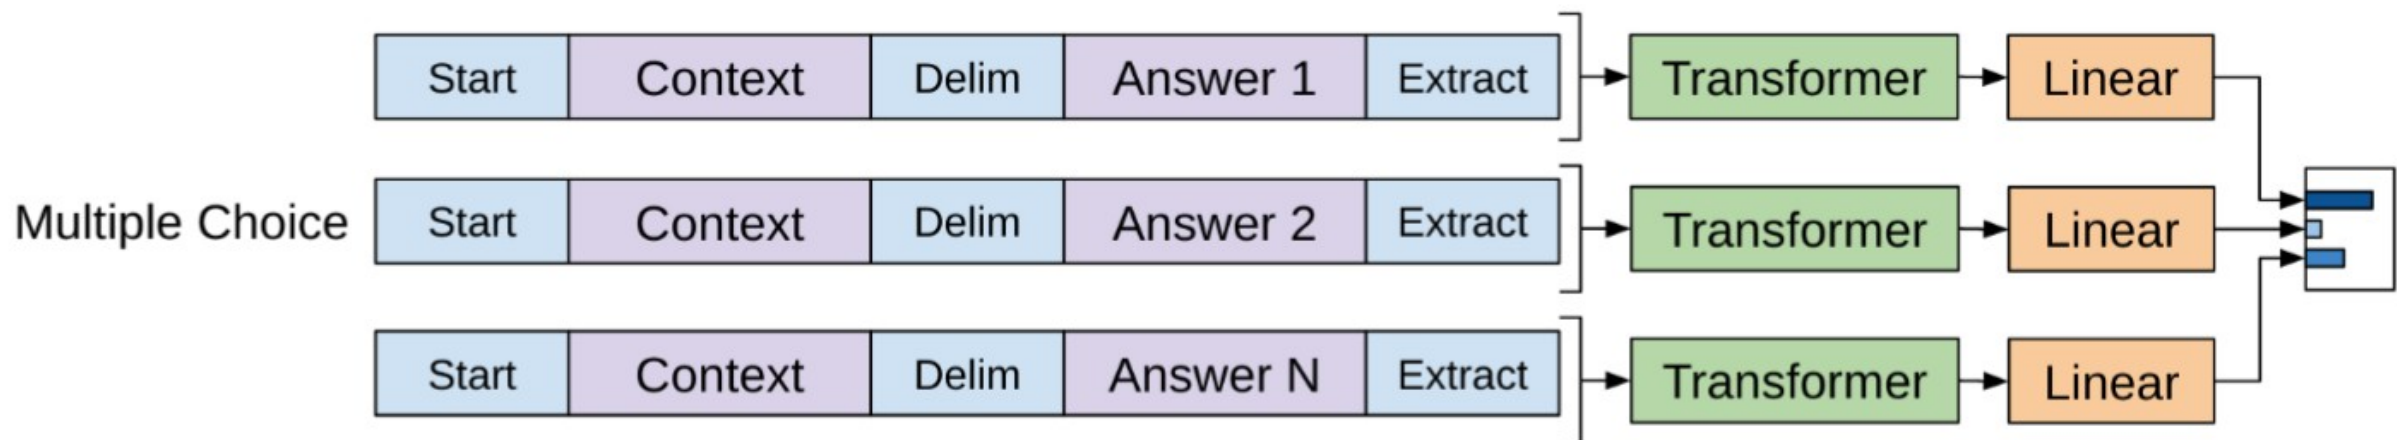 Start Context Delim Answer 1 Extract Transformer Linear
Multiple Choice Start Context Delim Answer 2 Extract Transformer Linear
Start Context Delim Answer N Extract Transformer Linear